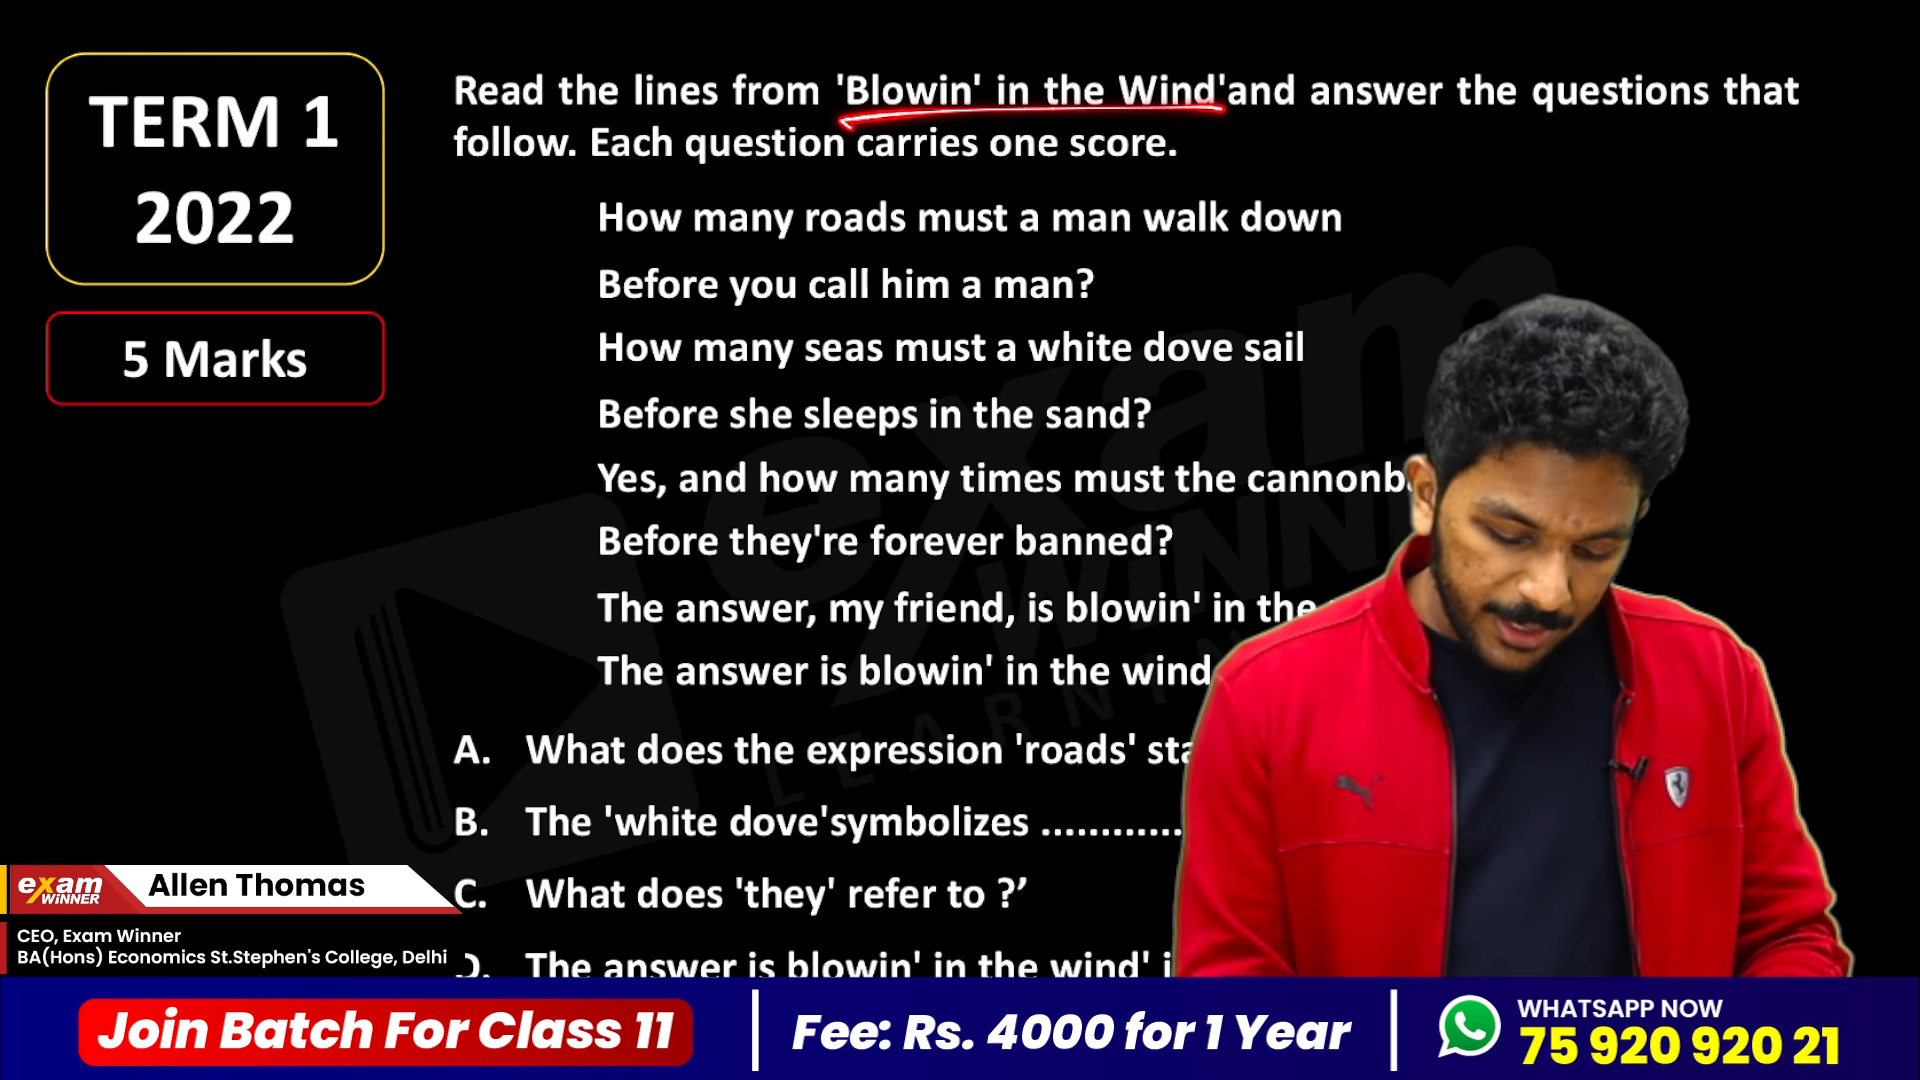 TERM 1
2022
5 Marks
Read the lines from 'Blowin' in the Wind'and answer the questions that
follow. Each question carries one score.
How many roads must a man walk down
Before you call him a man?
How many seas must a white dove sail
Before she sleeps in the sand?
Yes, and how many times must the
Before they're forever banned?
The answer, my friend, is blowin' in the
The answer is blowin' in the wind
A. What does the expression 'roads'
B. The 'white dove'symbolizes ............
C. What does 'they' refer to ?’
D. The answer is blowin' in the wind'
exam WINNER
LEARNIN
exam
WINNER
Allen Thomas
CEO, Exam Winner
BA(Hons) Economics St.Stephen's College, Delhi
Join Batch For Class 11
Fee: Rs. 4000 for 1 Year
WHATSAPP NOW
75 920 920 21